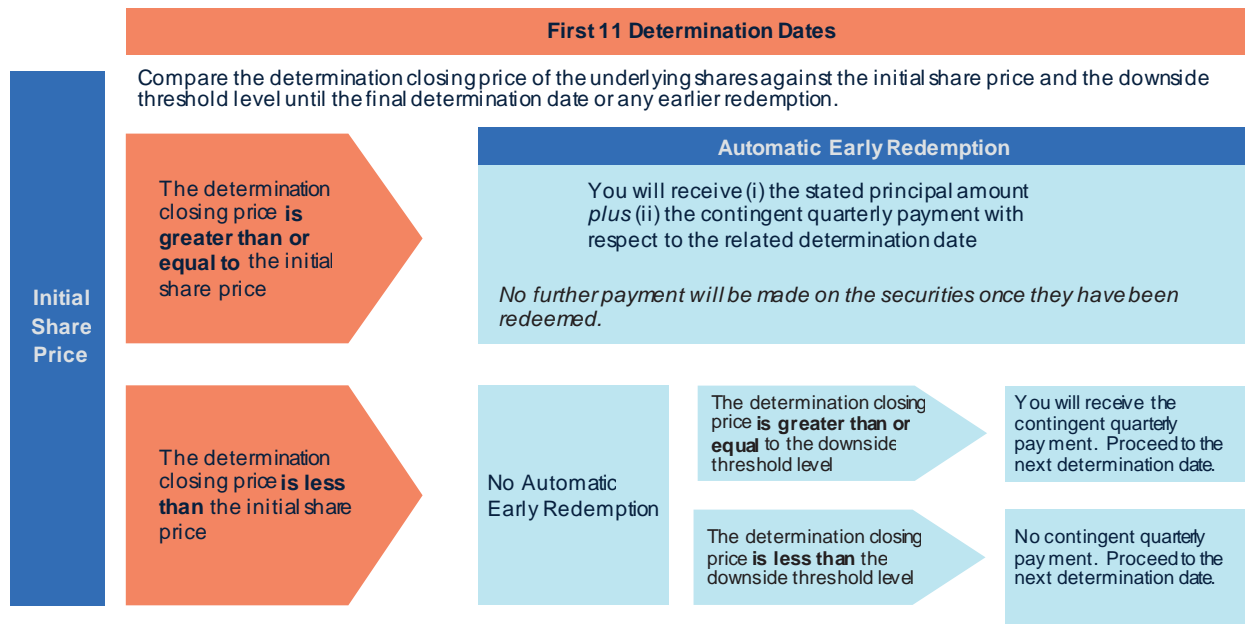 First 11 Determination Dates
Compare the determination closing price of the underlying shares against the initial share price and the downside
threshold level until the final determination date or any earlier redemption.
Initial
Share
Price
The determination
closing price is
greater than or
equal to the initial
share price
Automatic Early Redemption
You will receive (i) the stated principal amount
plus (ii) the contingent quarterly payment with
respect to the related determination date
No further payment will be made on the securities once they have been
redeemed.
The determination
closing price is less
than the initial share
price
No Automatic
Early Redemption
The determination closing
price is greater than or
equal to the downside
threshold level
You will receive the
contingent quarterly
payment. Proceed to the
next determination date.
The determination closing
price is less than the
downside threshold level
No contingent quarterly
payment. Proceed to the
next determination date.